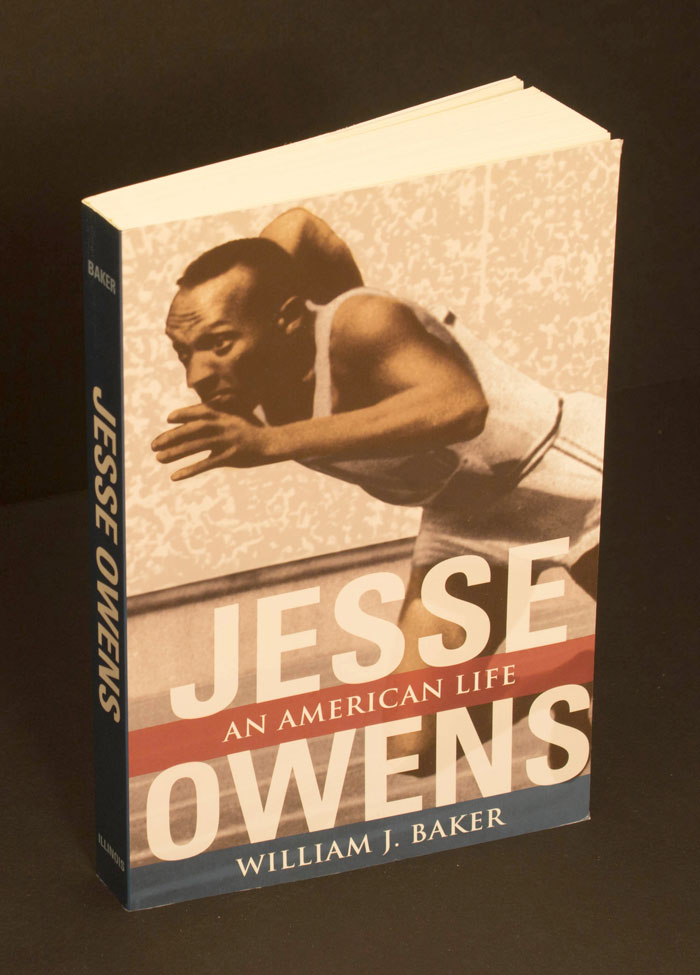 BAKER
JESSE OWENS
ILLINOIS
JESSE
AN AMERICAN LIFE
OWENS
WILLIAM J. BAKER